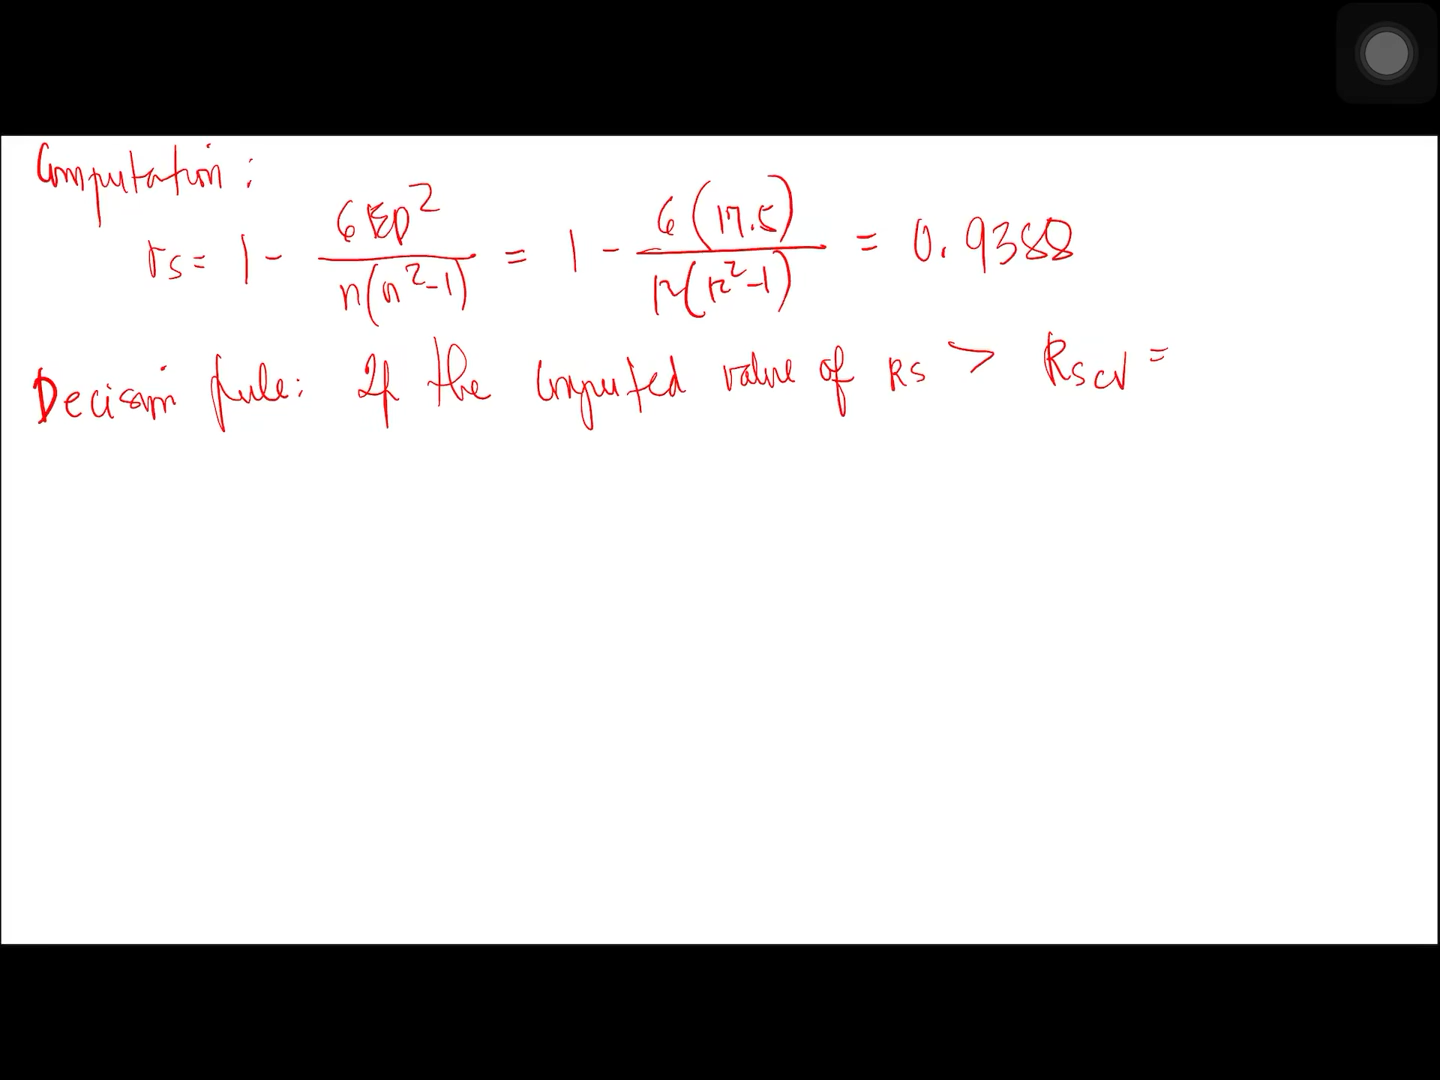 Computation:
rs = 1 - 6ΣD² / n(n²-1) = 1 - 6(17.5) / 12(12²-1) = 0.9388
Decision Rule: If the computed value of Rs > Rscv =